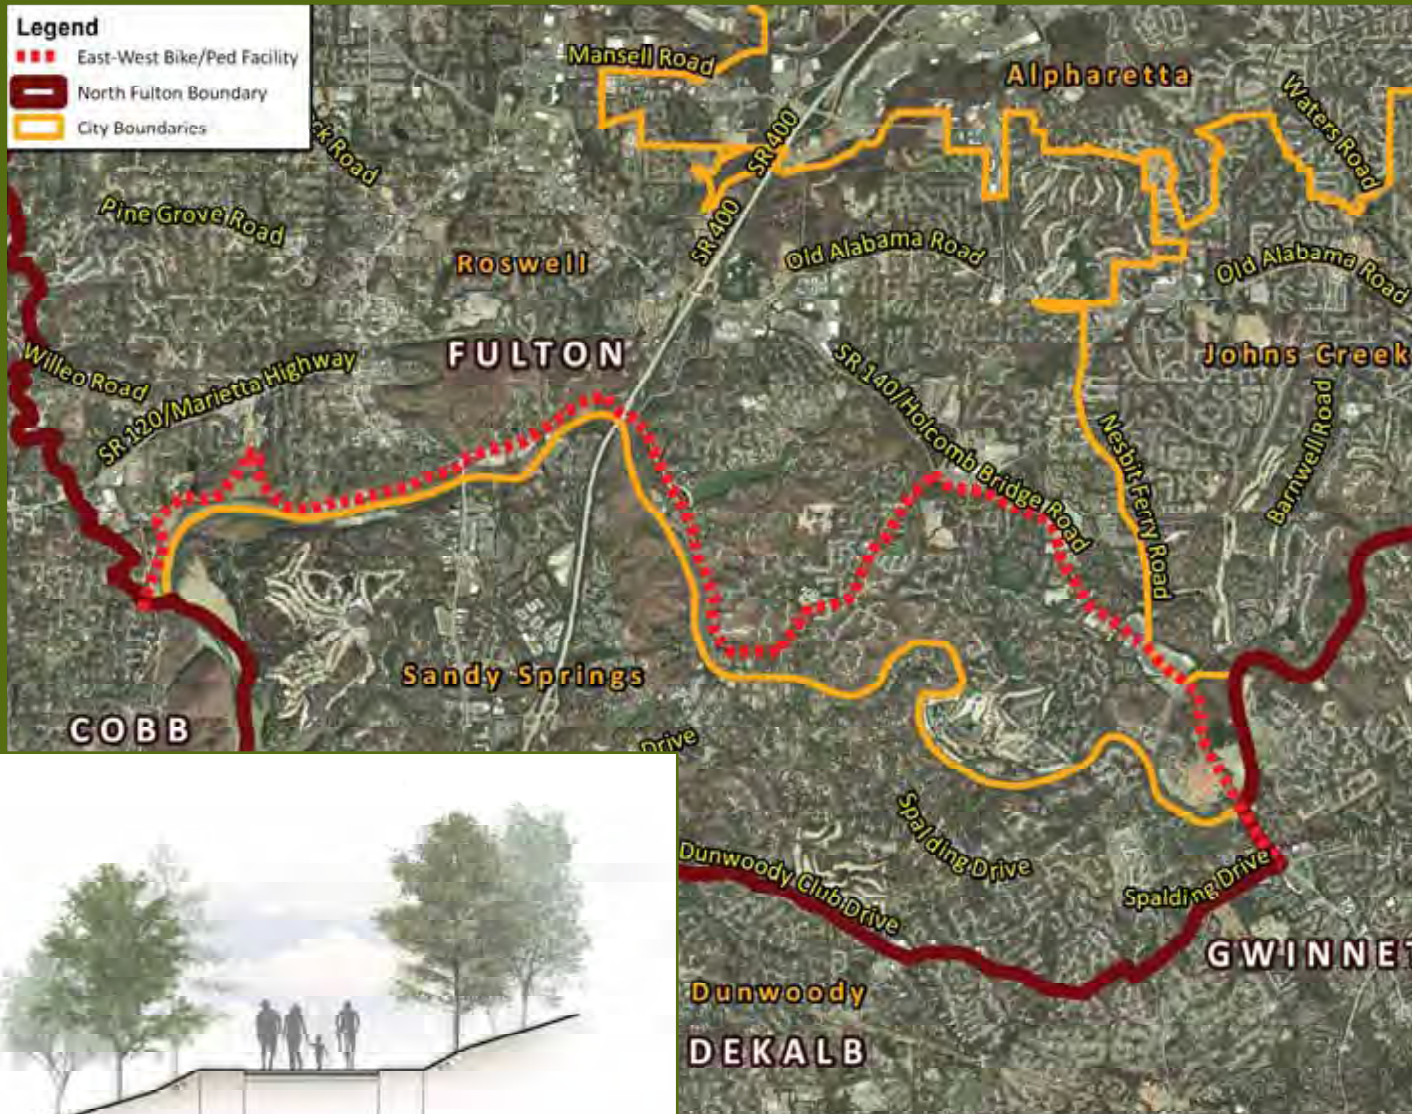 Legend
East-West Bike/Ped Facility
North Fulton Boundary
City Boundaries
Mansell Road
Alpharetta
Waters Road
Road
SR 400
Pine Grove Road
SR 400
Roswell
Old Alabama Road
Old Alabama Road
FULTON
Johns Creek
Willeo Road
SR 120/Marietta Highway
SR 140/Holcomb Bridge Road
Nesbit Ferry Road
Barnwell Road
Sandy Springs
COBB
Drive
Spalding Drive
Dunwoody Club Drive
Spalding Drive
GWINNET
Dunwoody
DEKALB